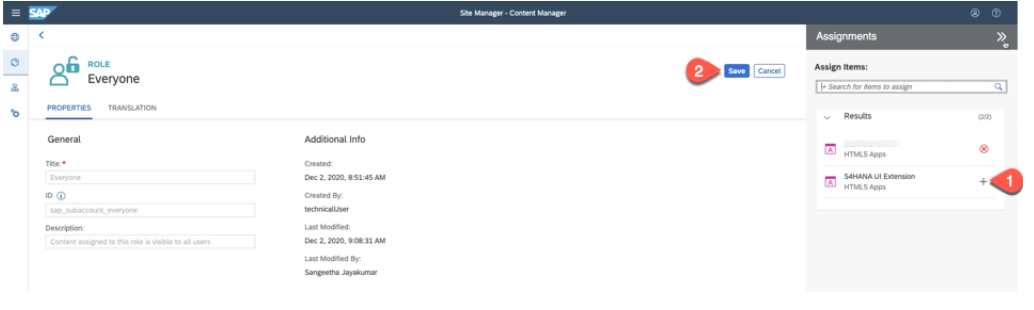 SAP
Site Manager - Content Manager
Assignments
ROLE
Everyone
2
Save
Cancel
Assign Items:
Search for items to assign
PROPERTIES
TRANSLATION
Results
(2/2)
General
Additional Info
HTML5 Apps
Title: *
Everyone
Created:
Dec 2, 2020, 8:51:45 AM
S4HANA UI Extension
HTML5 Apps
1
ID
sap_subaccount_everyone
Created By:
technicalUser
Description:
Content assigned to this role is visible to all users
Last Modified:
Dec 2, 2020, 9:08:31 AM
Last Modified By:
Sangeetha Jayakumar